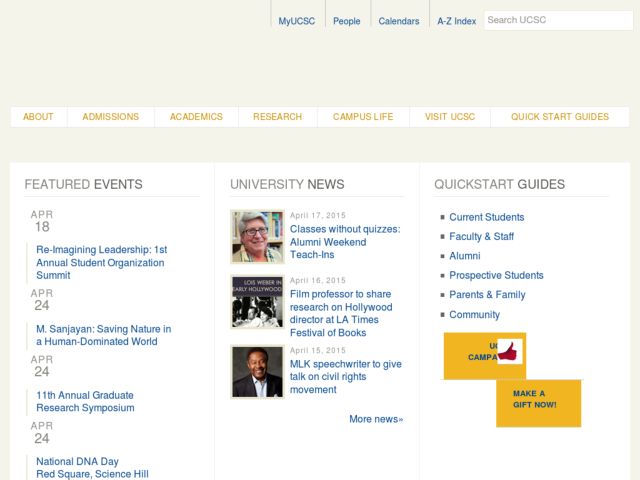 MyUCSC
People
Calendars
A-Z Index
Search UCSC
ABOUT
ADMISSIONS
ACADEMICS
RESEARCH
CAMPUS LIFE
VISIT UCSC
QUICK START GUIDES
FEATURED EVENTS
APR
18
Re-Imagining Leadership: 1st
Annual Student Organization
Summit
APR
24
M. Sanjayan: Saving Nature in
a Human-Dominated World
APR
24
11th Annual Graduate
Research Symposium
APR
24
National DNA Day
Red Square, Science Hill
UNIVERSITY NEWS
April 17, 2015
Classes without quizzes:
Alumni Weekend
Teach-Ins
LOIS WEBER IN
EARLY HOLLYWOOD
April 16, 2015
Film professor to share
research on Hollywood
director at LA Times
Festival of Books
April 15, 2015
MLK speechwriter to give
talk on civil rights
movement
More news»
QUICKSTART GUIDES
Current Students
Faculty & Staff
Alumni
Prospective Students
Parents & Family
Community
MAKE A
GIFT NOW!